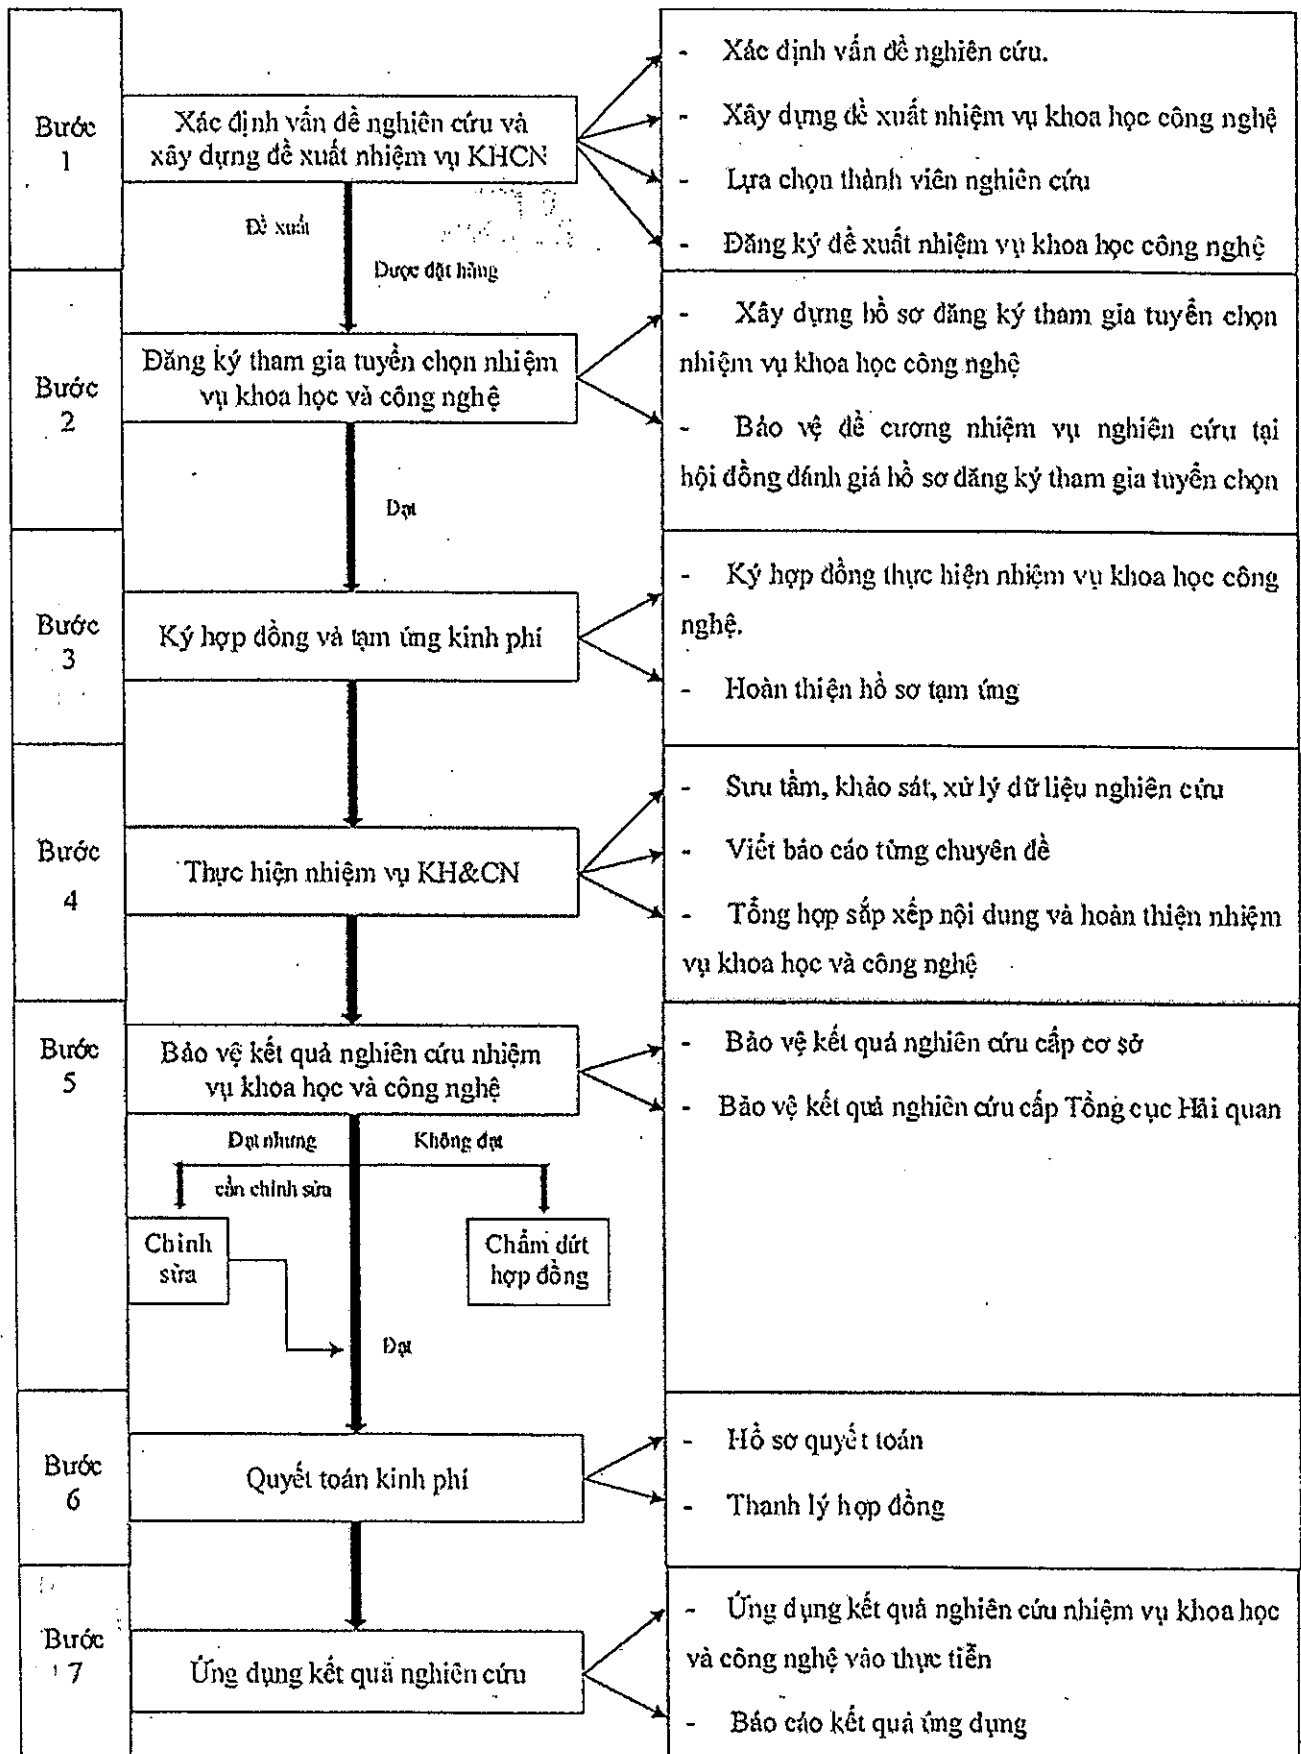 Bước
1
Xác định vấn đề nghiên cứu và
xây dựng đề xuất nhiệm vụ KHCN
- Xác định vấn đề nghiên cứu.
- Xây dựng đề xuất nhiệm vụ khoa học công nghệ
- Lựa chọn thành viên nghiên cứu
- Đăng ký đề xuất nhiệm vụ khoa học công nghệ
Đề xuất
Được đặt hàng
Bước
2
Đăng ký tham gia tuyển chọn nhiệm
vụ khoa học và công nghệ
- Xây dựng hồ sơ đăng ký tham gia tuyển chọn
nhiệm vụ khoa học công nghệ
- Bảo vệ đề cương nhiệm vụ nghiên cứu tại
hội đồng đánh giá hồ sơ đăng ký tham gia tuyển chọn
Đạt
Bước
3
Ký hợp đồng và tạm ứng kinh phí
- Ký hợp đồng thực hiện nhiệm vụ khoa học công
nghệ.
- Hoàn thiện hồ sơ tạm ứng
Bước
4
Thực hiện nhiệm vụ KH&CN
- Sưu tầm, khảo sát, xử lý dữ liệu nghiên cứu
- Viết báo cáo từng chuyên đề
- Tổng hợp sắp xếp nội dung và hoàn thiện nhiệm
vụ khoa học và công nghệ
Bước
5
Bảo vệ kết quả nghiên cứu nhiệm
vụ khoa học và công nghệ
- Bảo vệ kết quả nghiên cứu cấp cơ sở
- Bảo vệ kết quả nghiên cứu cấp Tổng cục Hải quan
Đạt nhưng
cần chỉnh sửa
Không đạt
Chỉnh
sửa
Chấm dứt
hợp đồng
Đạt
Bước
6
Quyết toán kinh phí
- Hồ sơ quyết toán
- Thanh lý hợp đồng
Bước
7
Ứng dụng kết quả nghiên cứu
- Ứng dụng kết quả nghiên cứu nhiệm vụ khoa học
và công nghệ vào thực tiễn
- Báo cáo kết quả ứng dụng